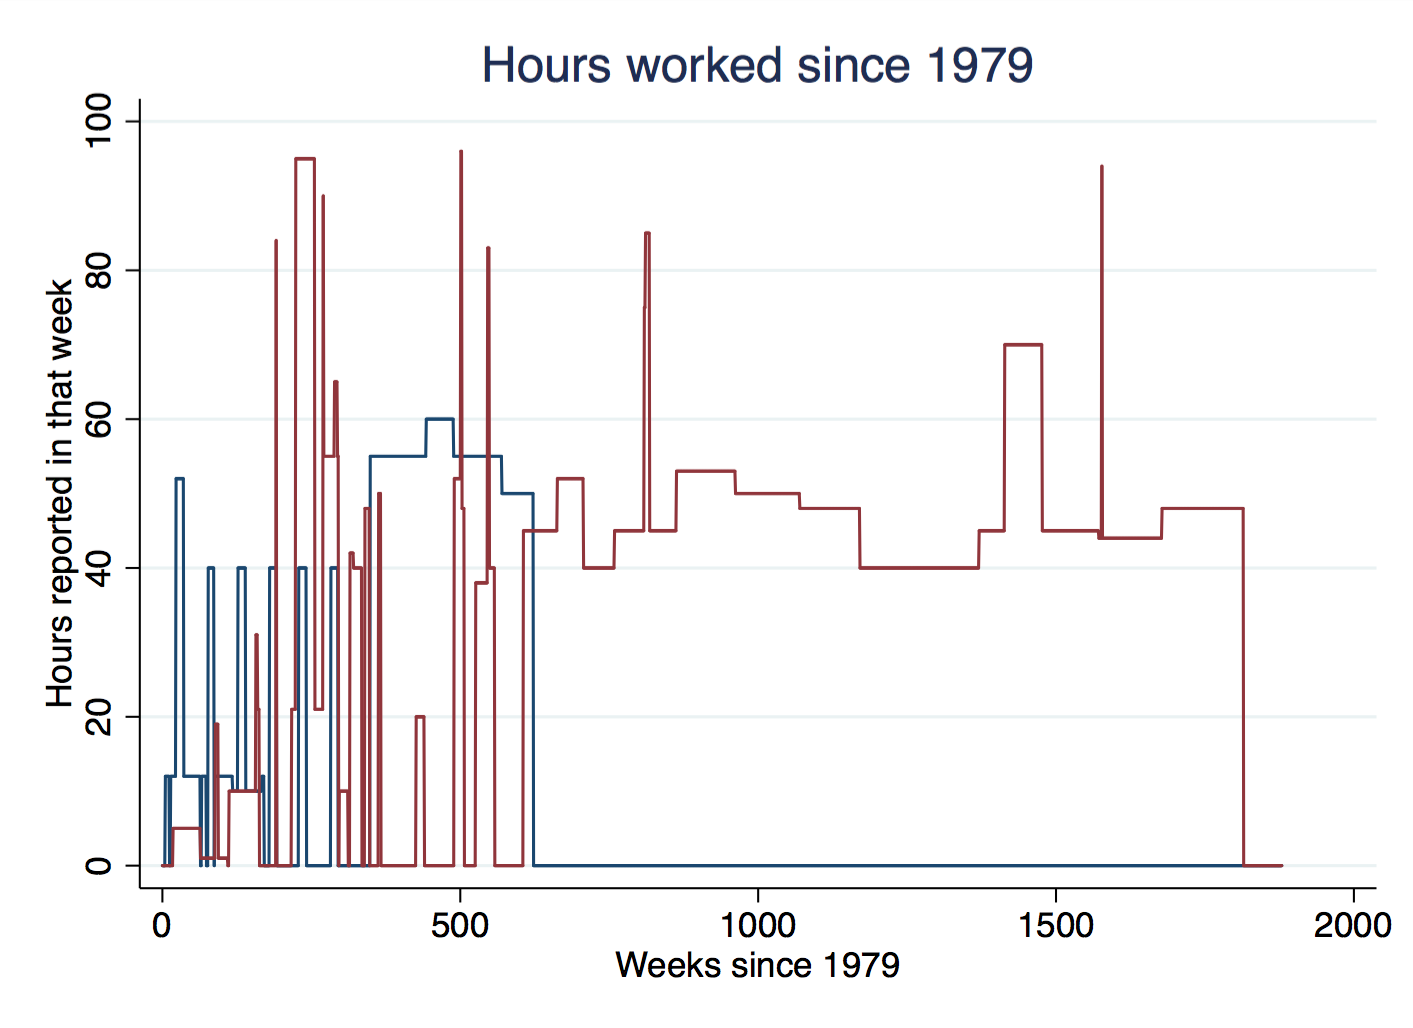 Hours worked since 1979
Hours reported in that week
100
80
60
40
20
0
0 500 1000 1500 2000
Weeks since 1979